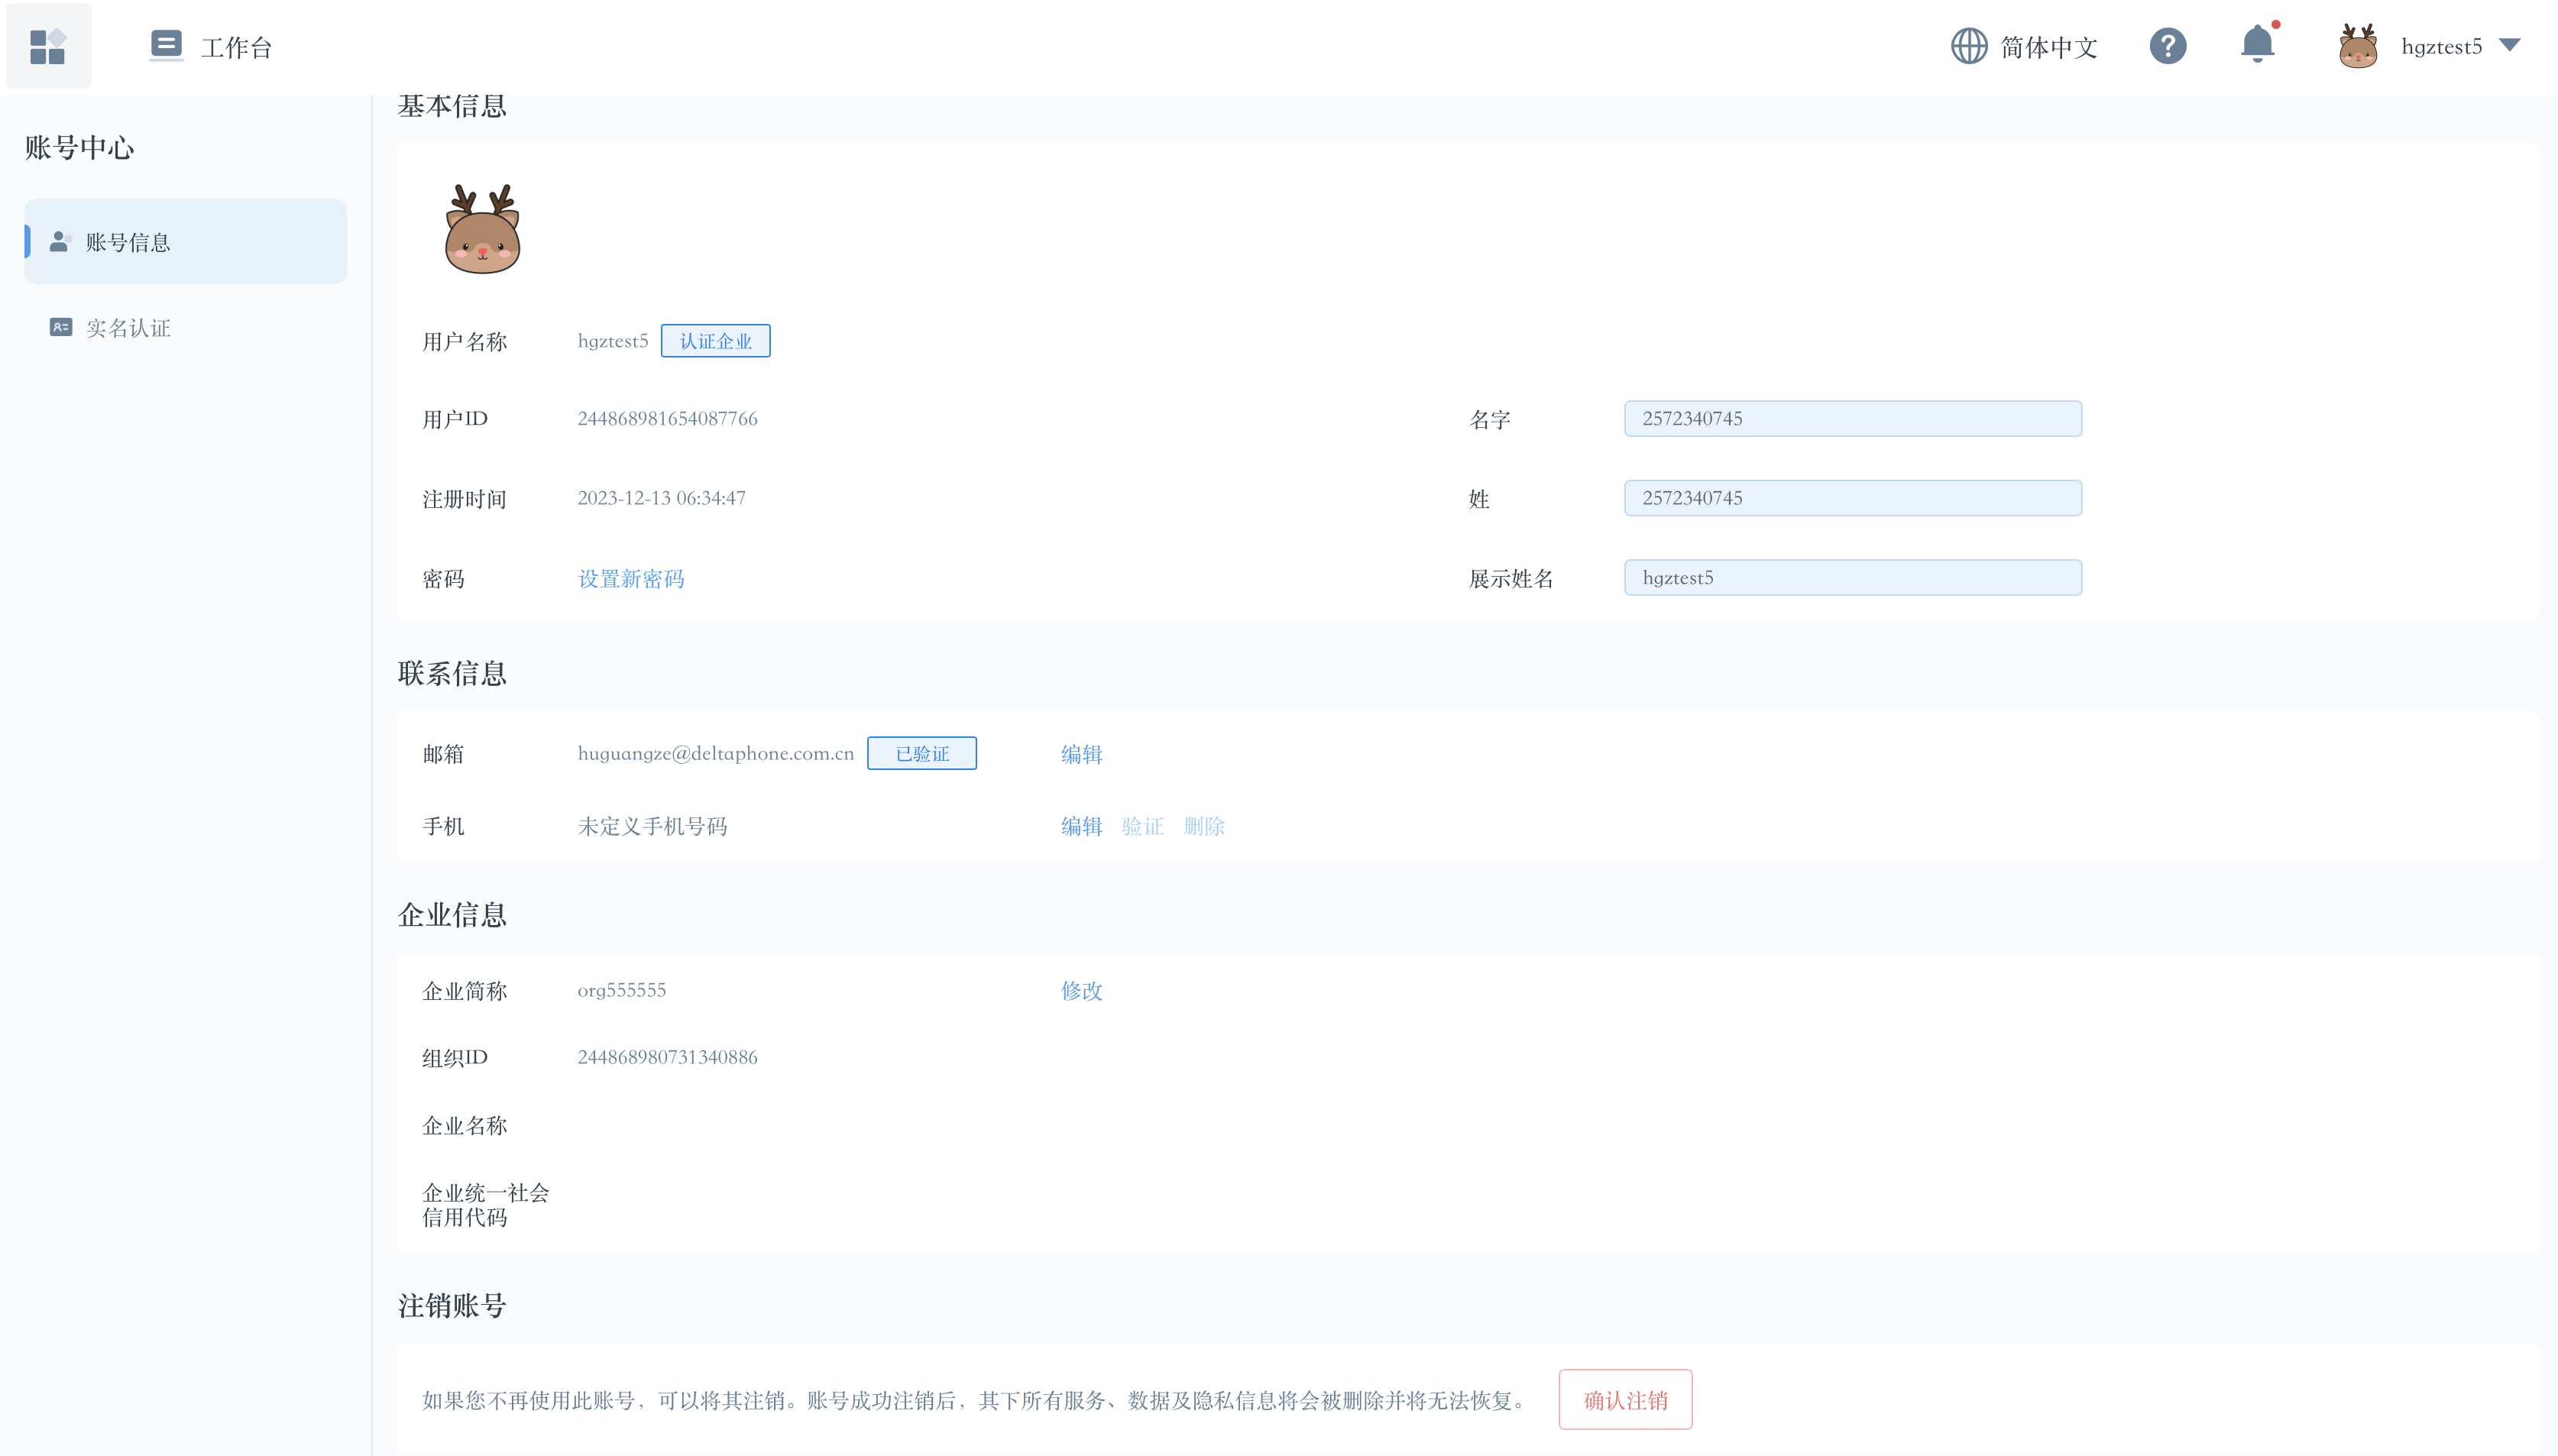 工作台
简体中文
hgztest5
账号中心
账号信息
实名认证
基本信息
用户名称 hgztest5 认证企业
用户ID 244868981654087766 名字 2572340745
注册时间 2023-12-13 06:34:47 姓 2572340745
密码 设置新密码 展示姓名 hgztest5
联系信息
邮箱 huguangze@deltaphone.com.cn 已验证 编辑
手机 未定义手机号码 编辑 验证 删除
企业信息
企业简称 org555555 修改
组织ID 244868980731340886
企业名称
企业统一社会
信用代码
注销账号
如果您不再使用此账号，可以将其注销。账号成功注销后，其下所有服务、数据及隐私信息将会被删除并将无法恢复。 确认注销